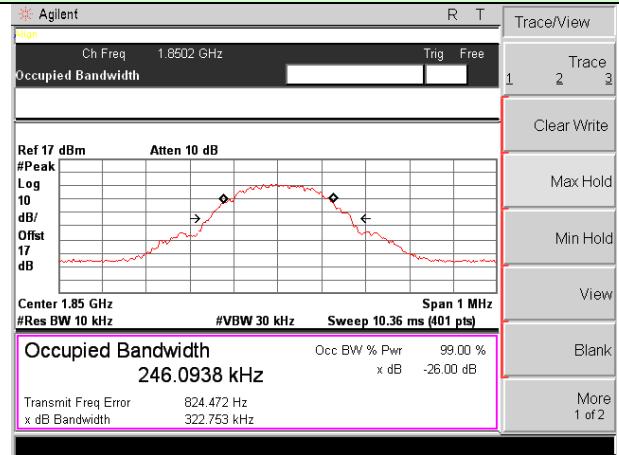 Agilent R T
Align
Ch Freq 1.8502 GHz Trig Free
Occupied Bandwidth
Ref 17 dBm Atten 10 dB
#Peak
Log
10
dB/
Offst
17
dB
Center 1.85 GHz Span 1 MHz
#Res BW 10 kHz #VBW 30 kHz Sweep 10.36 ms (401 pts)
Occupied Bandwidth Occ BW % Pwr 99.00 %
246.0938 kHz x dB -26.00 dB
Transmit Freq Error 824.472 Hz
x dB Bandwidth 322.753 kHz
Trace/View
Trace
1 2 3
Clear Write
Max Hold
Min Hold
View
Blank
More
1 of 2